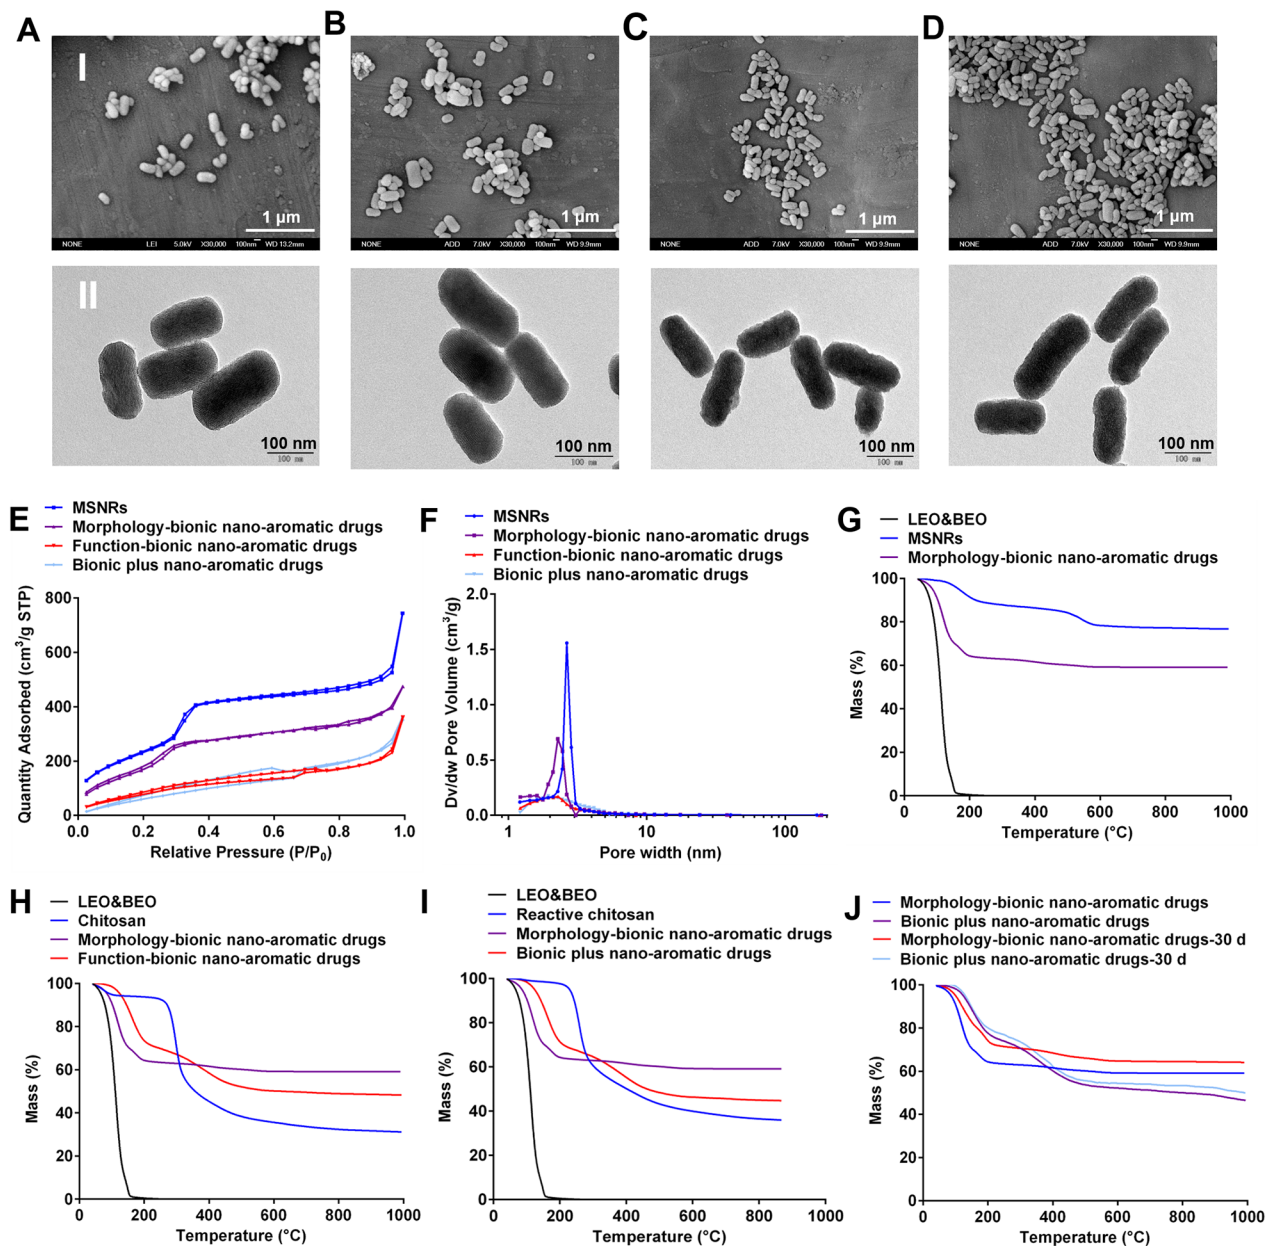 A
B
C
D
I
1 µm
NONE LEI 5.0kV X30,000 100nm WD 13.2mm
1 µm
NONE ADD 7.0kV X30,000 100nm WD 9.9mm
1 µm
NONE ADD 7.0kV X30,000 100nm WD 9.9mm
1 µm
NONE ADD 7.0kV X30,000 100nm WD 9.9mm
II
100 nm
100 nm
100 nm
100 nm
100 nm
100 nm
100 nm
100 nm
E
MSNRs
Morphology-bionic nano-aromatic drugs
Function-bionic nano-aromatic drugs
Bionic plus nano-aromatic drugs
Quantity Adsorbed (cm³/g STP)
800
600
400
200
0
0.0 0.2 0.4 0.6 0.8 1.0
Relative Pressure (P/P₀)
F
MSNRs
Morphology-bionic nano-aromatic drugs
Function-bionic nano-aromatic drugs
Bionic plus nano-aromatic drugs
Dv/dw Pore Volume (cm³/g)
2.0
1.5
1.0
0.5
0.0
1 10 100
Pore width (nm)
G
LEO&BEO
MSNRs
Morphology-bionic nano-aromatic drugs
Mass (%)
100
80
60
40
20
0
0 200 400 600 800 1000
Temperature (°C)
H
LEO&BEO
Chitosan
Morphology-bionic nano-aromatic drugs
Function-bionic nano-aromatic drugs
Mass (%)
100
80
60
40
20
0
0 200 400 600 800 1000
Temperature (°C)
I
LEO&BEO
Reactive chitosan
Morphology-bionic nano-aromatic drugs
Bionic plus nano-aromatic drugs
Mass (%)
100
80
60
40
20
0
0 200 400 600 800 1000
Temperature (°C)
J
Morphology-bionic nano-aromatic drugs
Bionic plus nano-aromatic drugs
Morphology-bionic nano-aromatic drugs-30 d
Bionic plus nano-aromatic drugs-30 d
Mass (%)
100
80
60
40
20
0
0 200 400 600 800 1000
Temperature (°C)